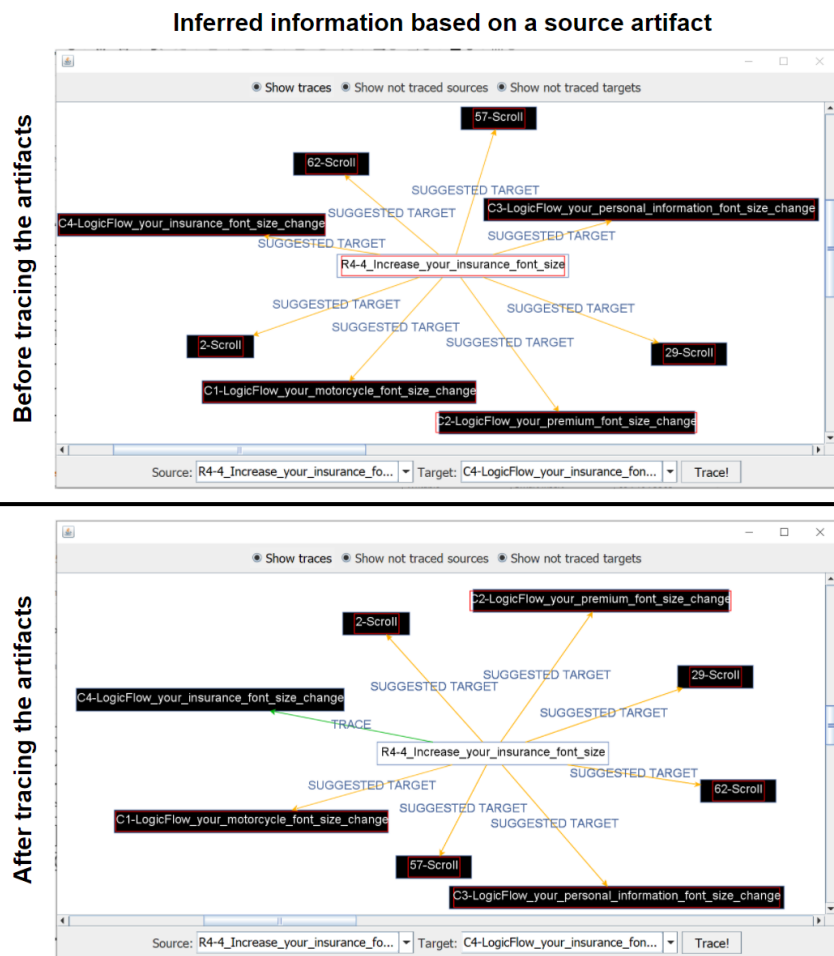 Inferred information based on a source artifact
Before tracing the artifacts
Show traces Show not traced sources Show not traced targets
57-Scroll
62-Scroll
SUGGESTED TARGET
C3-LogicFlow_your_personal_information_font_size_change
SUGGESTED TARGET
C4-LogicFlow_your_insurance_font_size_change
SUGGESTED TARGET
SUGGESTED TARGET
R4-4_Increase_your_insurance_font_size
SUGGESTED TARGET
SUGGESTED TARGET
SUGGESTED TARGET
SUGGESTED TARGET
2-Scroll
29-Scroll
C1-LogicFlow_your_motorcycle_font_size_change
C2-LogicFlow_your_premium_font_size_change
Source: R4-4_Increase_your_insurance_fo... Target: C4-LogicFlow_your_insurance_fon... Trace!
After tracing the artifacts
Show traces Show not traced sources Show not traced targets
C2-LogicFlow_your_premium_font_size_change
2-Scroll
SUGGESTED TARGET
29-Scroll
SUGGESTED TARGET
C4-LogicFlow_your_insurance_font_size_change
SUGGESTED TARGET
TRACE
R4-4_Increase_your_insurance_font_size
SUGGESTED TARGET
SUGGESTED TARGET
62-Scroll
SUGGESTED TARGET
C1-LogicFlow_your_motorcycle_font_size_change
SUGGESTED TARGET
57-Scroll
C3-LogicFlow_your_personal_information_font_size_change
Source: R4-4_Increase_your_insurance_fo... Target: C4-LogicFlow_your_insurance_fon... Trace!